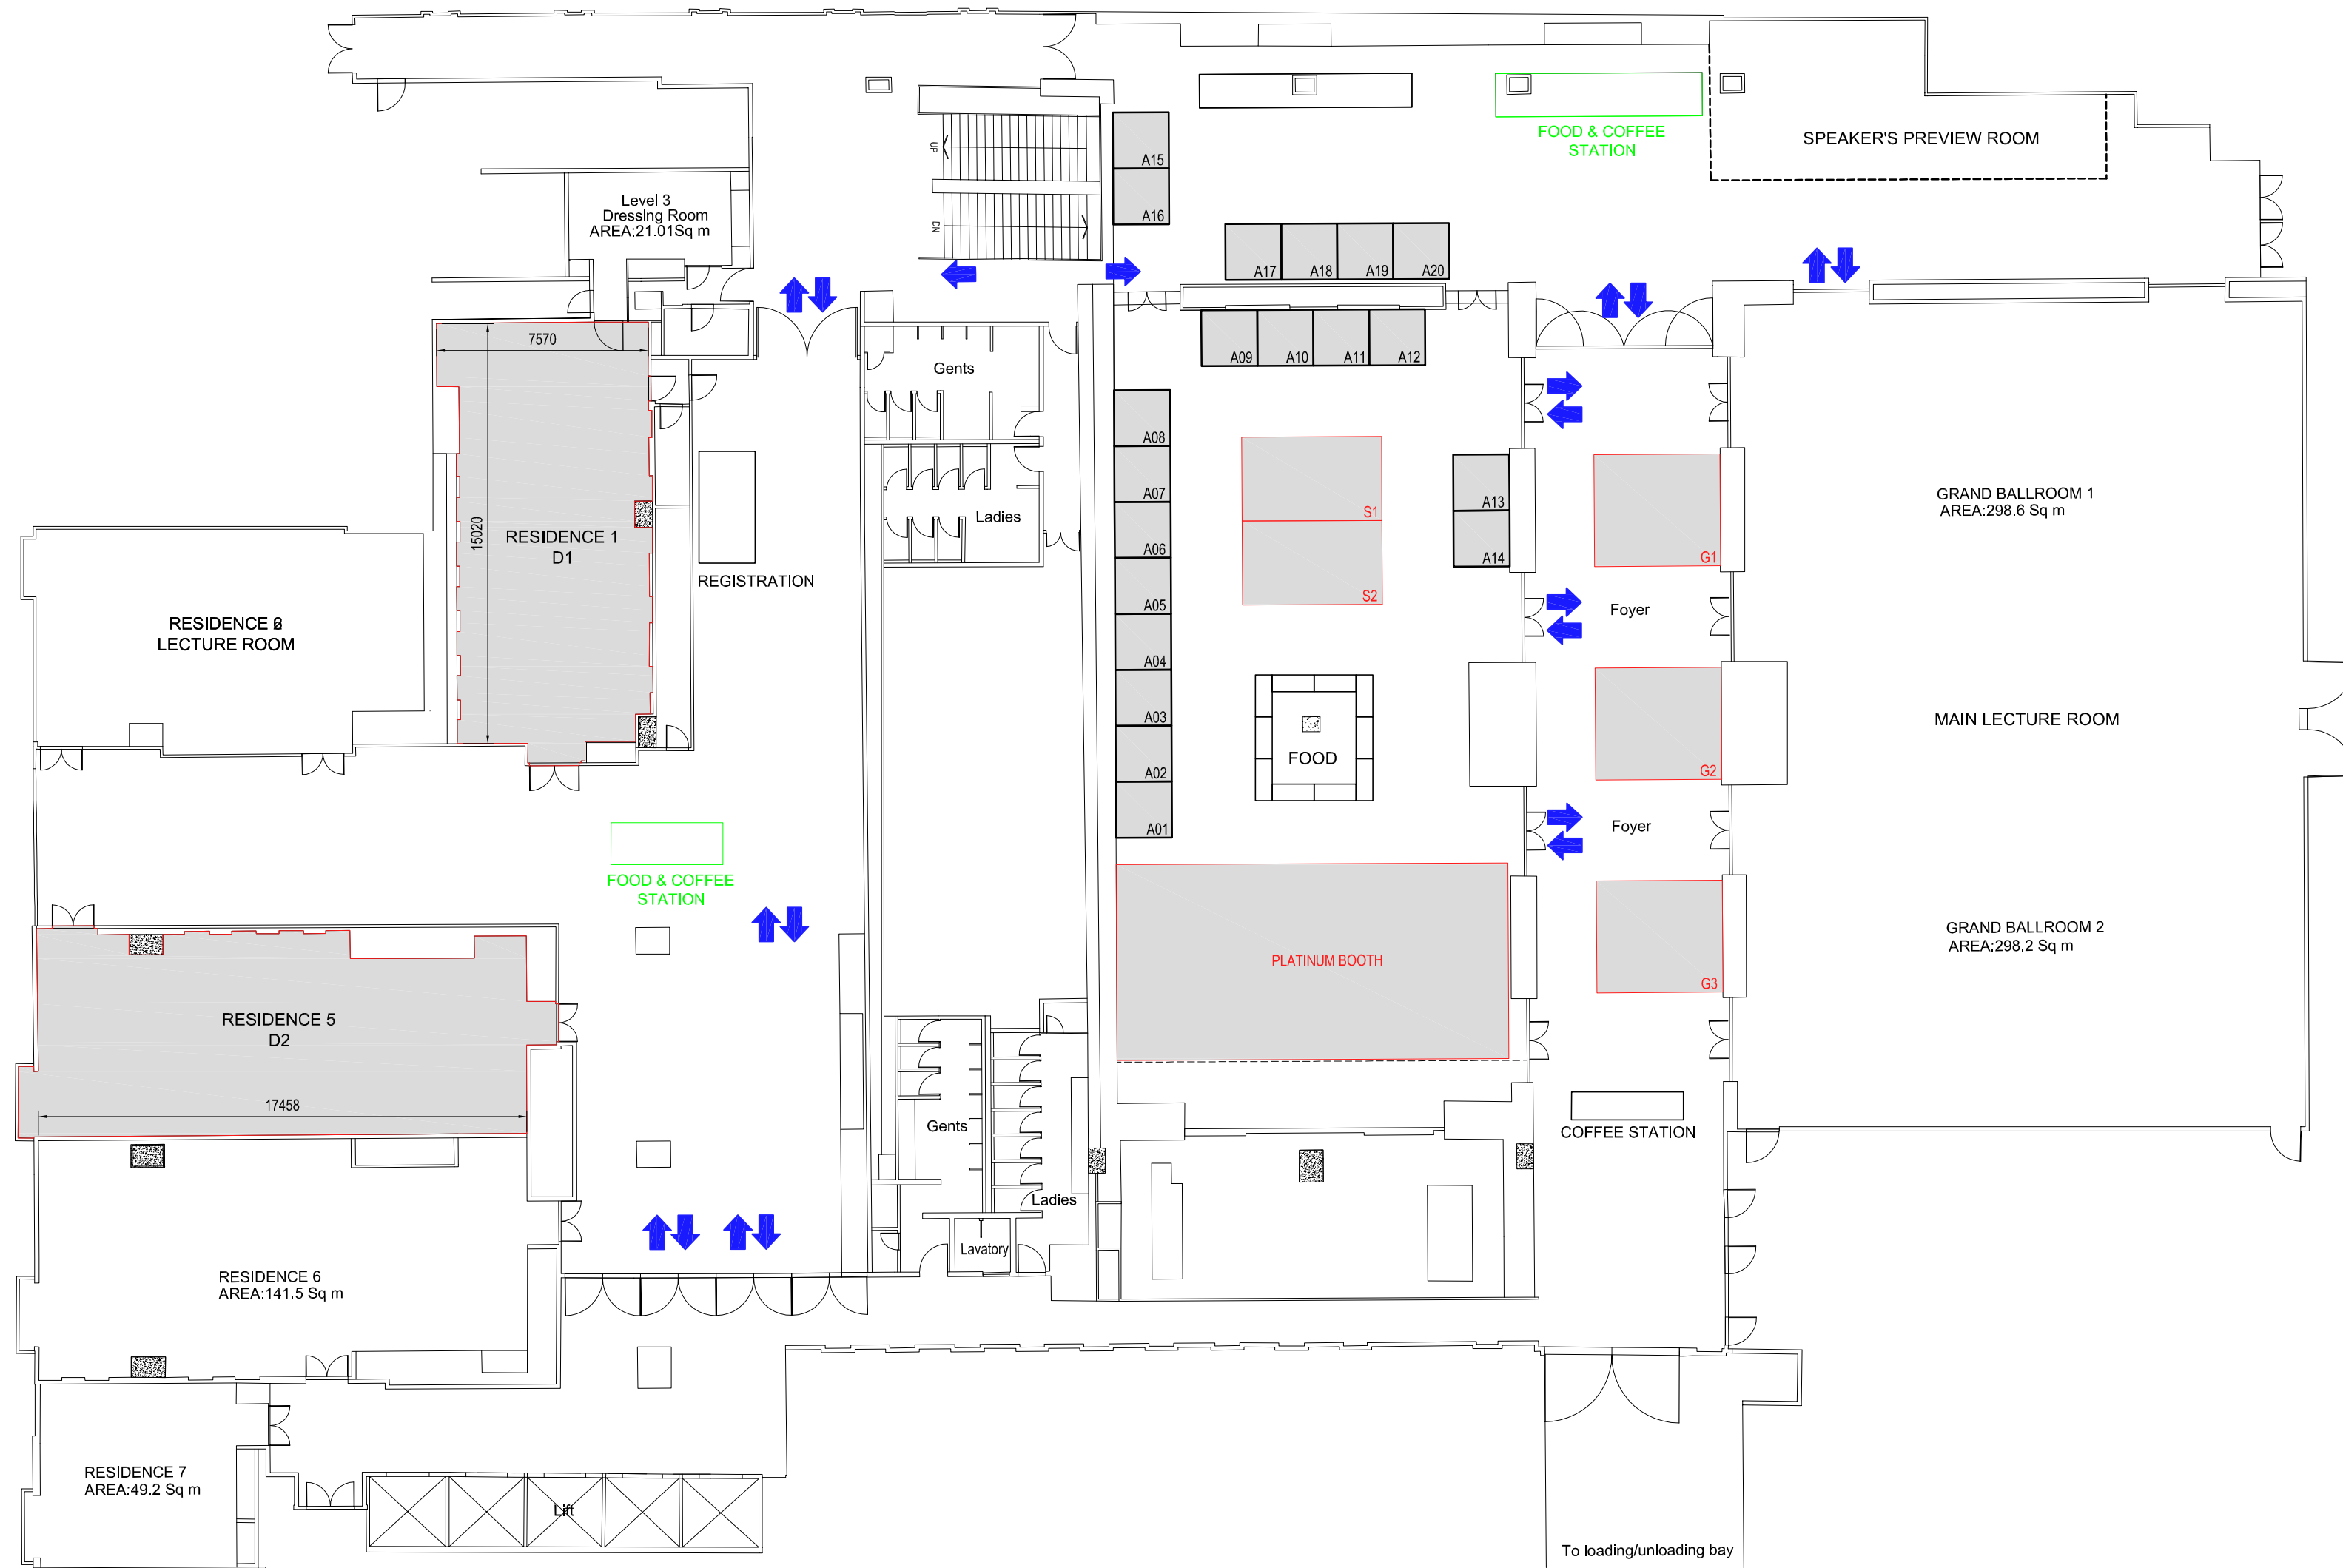 FOOD & COFFEE
STATION
SPEAKER'S PREVIEW ROOM
UP
DN
A15
A16
Level 3
Dressing Room
AREA:21.01Sq m
A17
A18
A19
A20
7570
15020
RESIDENCE 1
D1
Gents
Ladies
REGISTRATION
A09
A10
A11
A12
A08
A07
A06
A05
A04
A03
A02
A01
S1
S2
A13
A14
G1
Foyer
G2
Foyer
G3
GRAND BALLROOM 1
AREA:298.6 Sq m
MAIN LECTURE ROOM
GRAND BALLROOM 2
AREA:298.2 Sq m
LECTURE ROOM
FOOD
FOOD & COFFEE
STATION
PLATINUM BOOTH
RESIDENCE 5
D2
17458
Gents
Ladies
Lavatory
COFFEE STATION
RESIDENCE 6
AREA:141.5 Sq m
RESIDENCE 7
AREA:49.2 Sq m
Lift
To loading/unloading bay